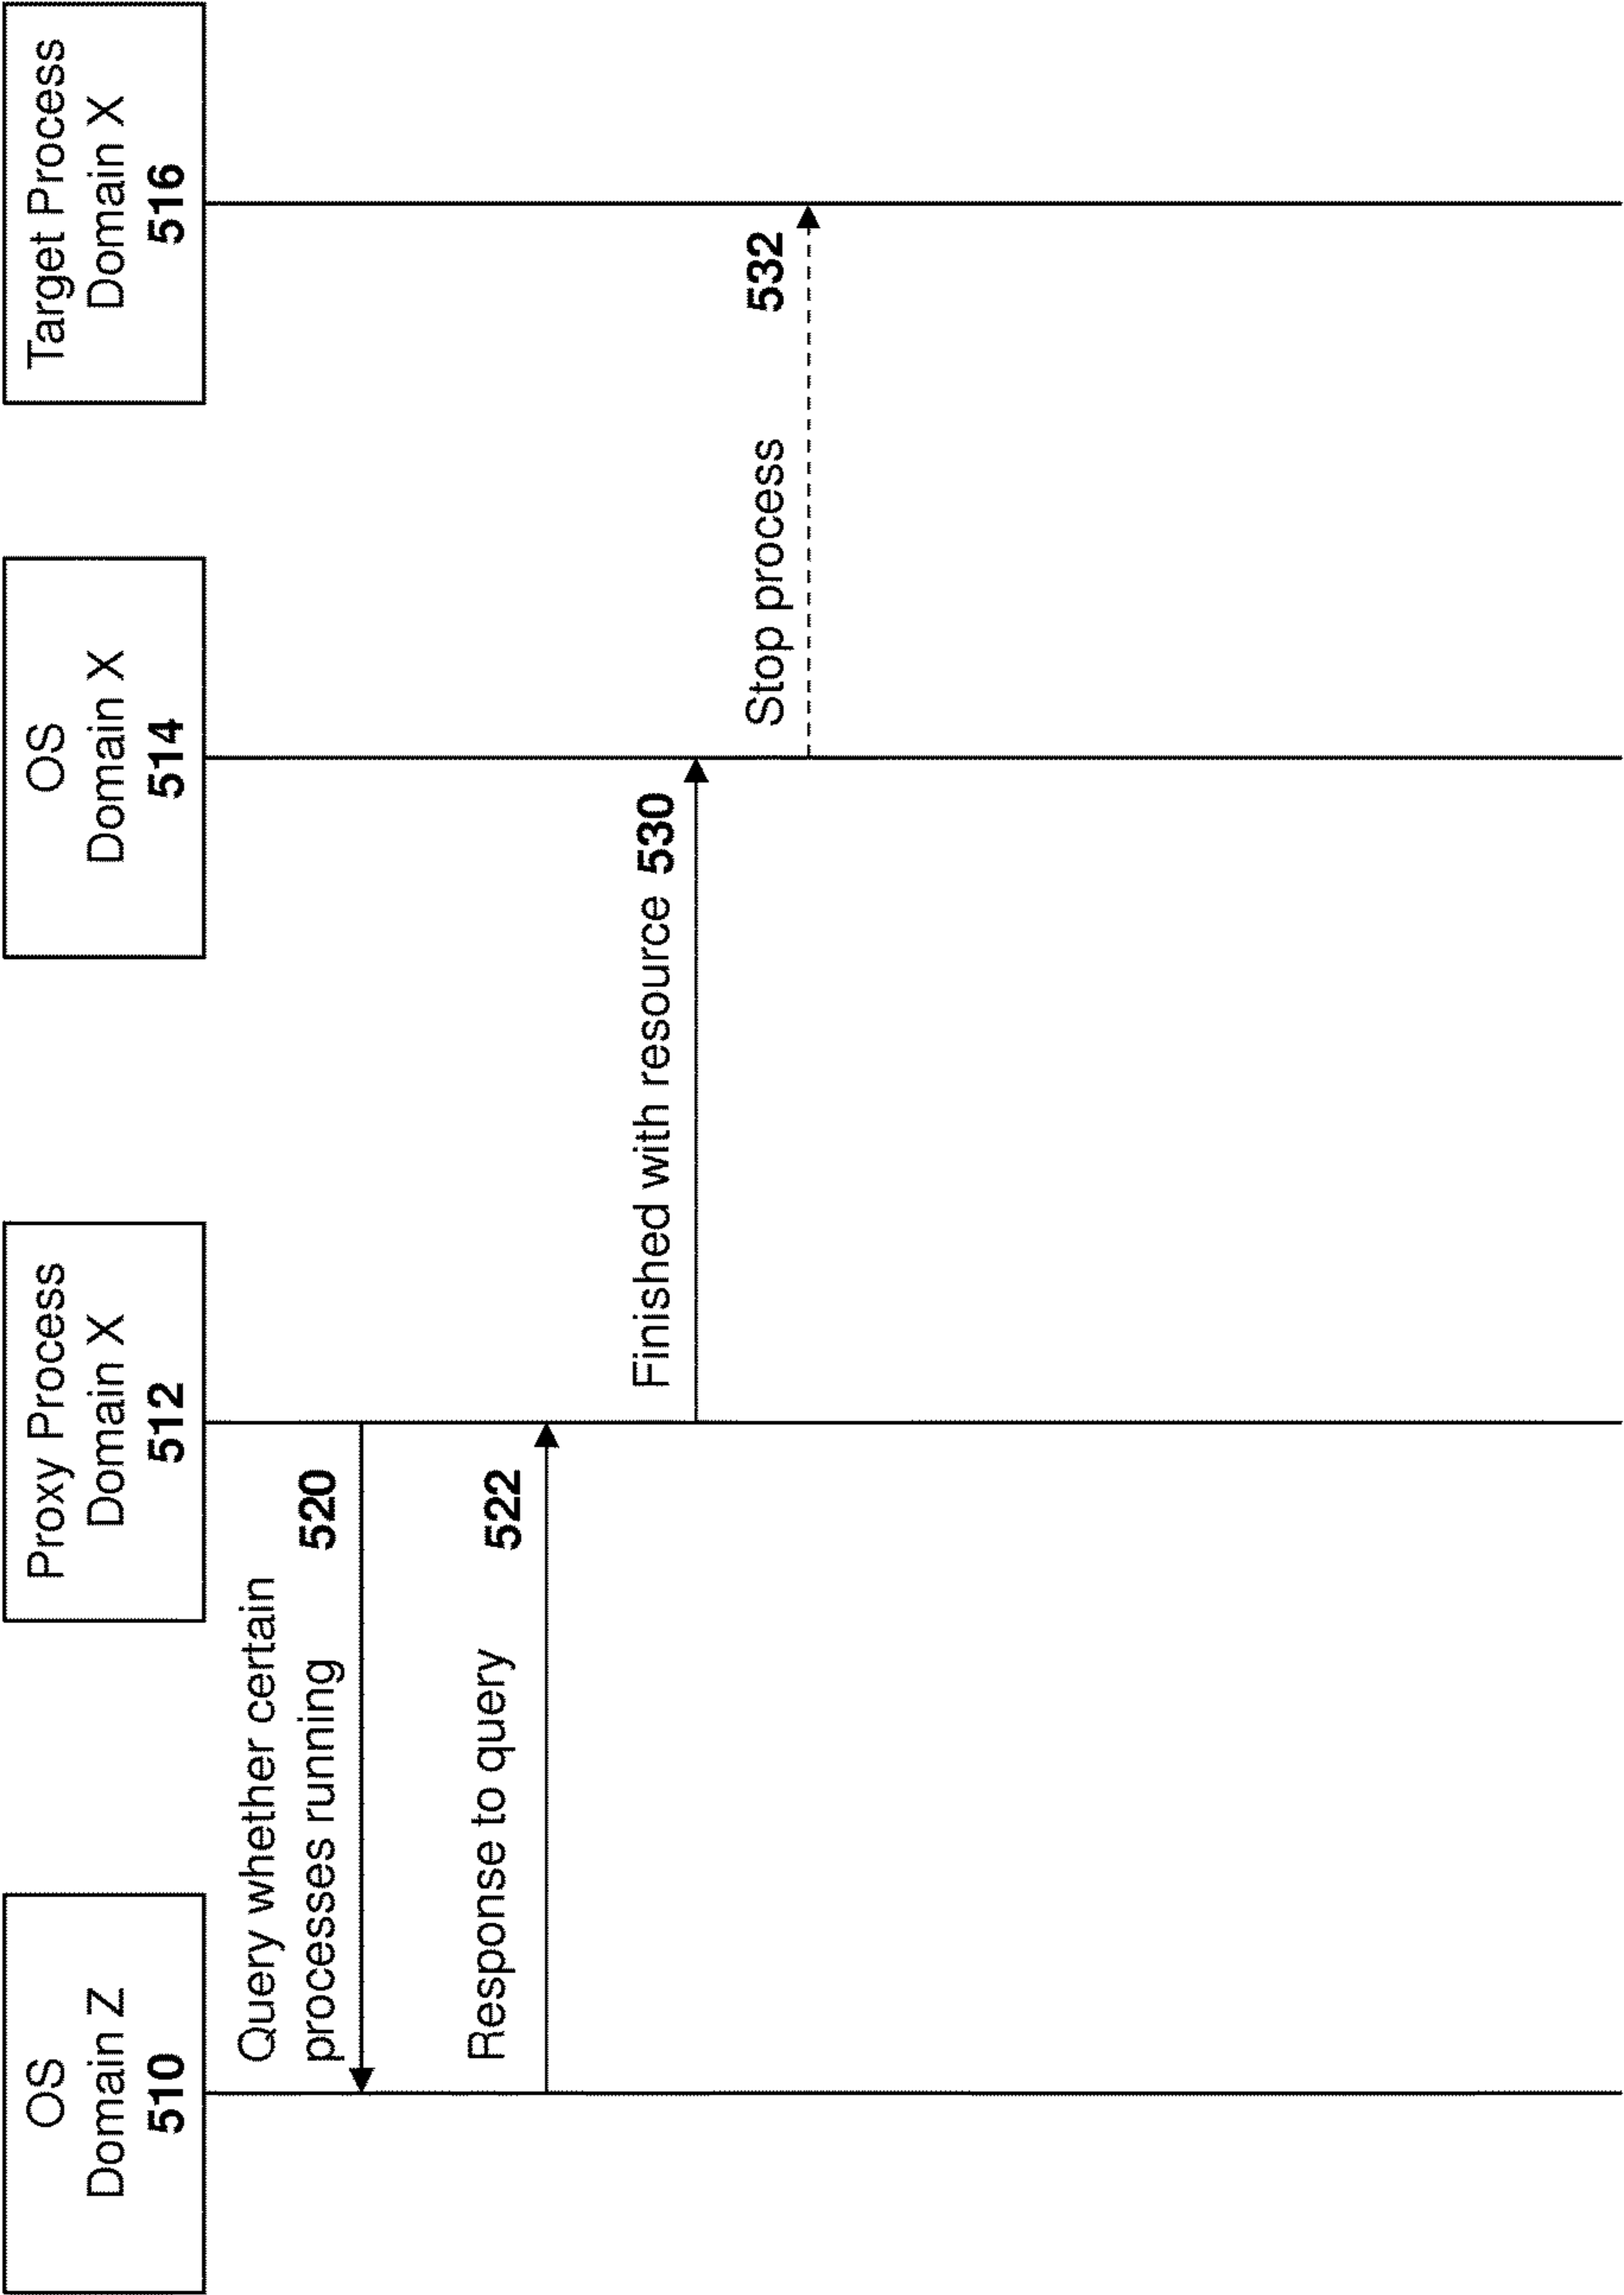 OS
Domain Z
510
Proxy Process
Domain X
512
OS
Domain X
514
Target Process
Domain X
516
Query whether certain
processes running 520
Response to query 522
Finished with resource 530
Stop process 532